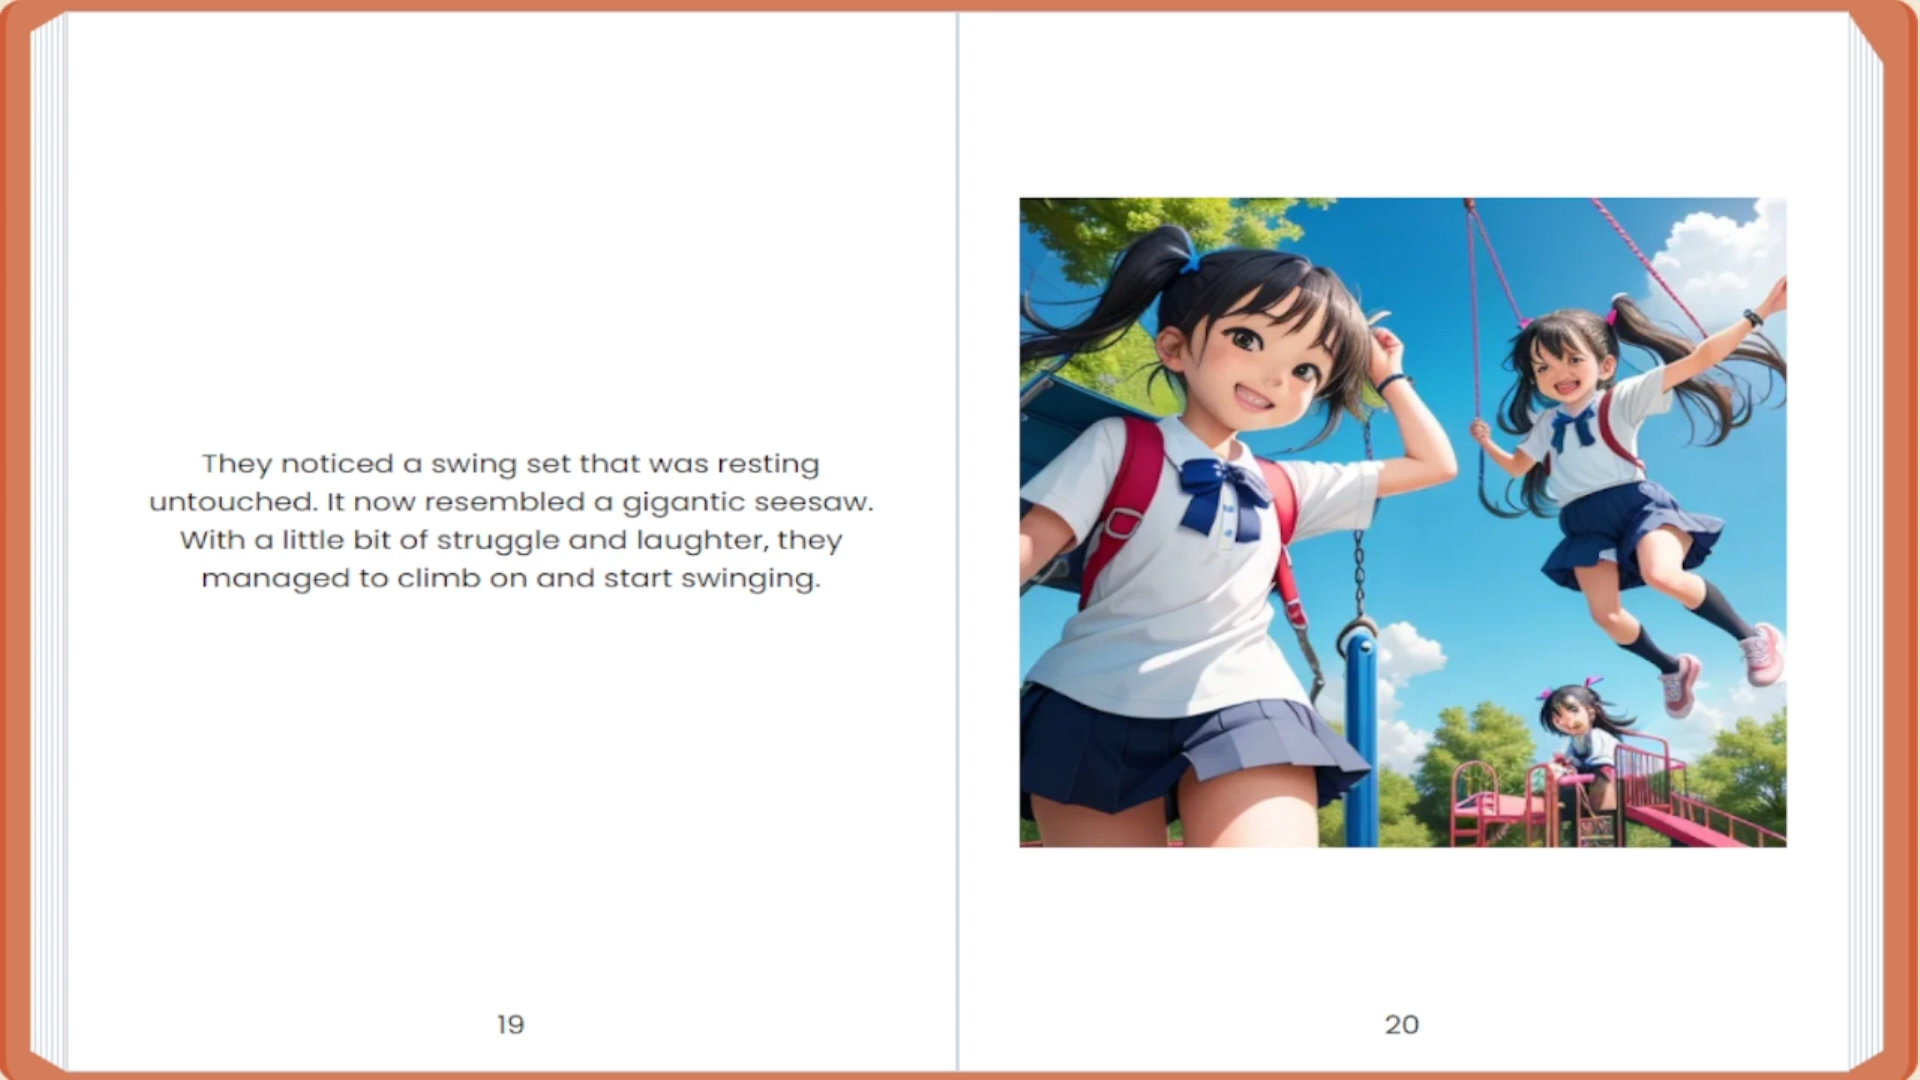 They noticed a swing set that was resting
untouched. It now resembled a gigantic seesaw.
With a little bit of struggle and laughter, they
managed to climb on and start swinging.
19
20